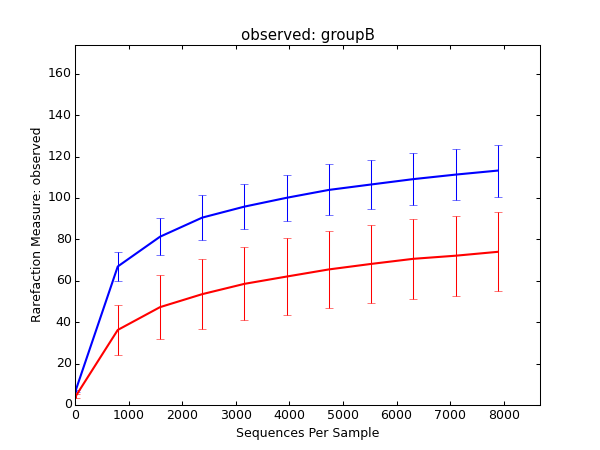 observed: groupB
160
140
120
100
80
60
40
20
0
Rarefaction Measure: observed
0 1000 2000 3000 4000 5000 6000 7000 8000
Sequences Per Sample